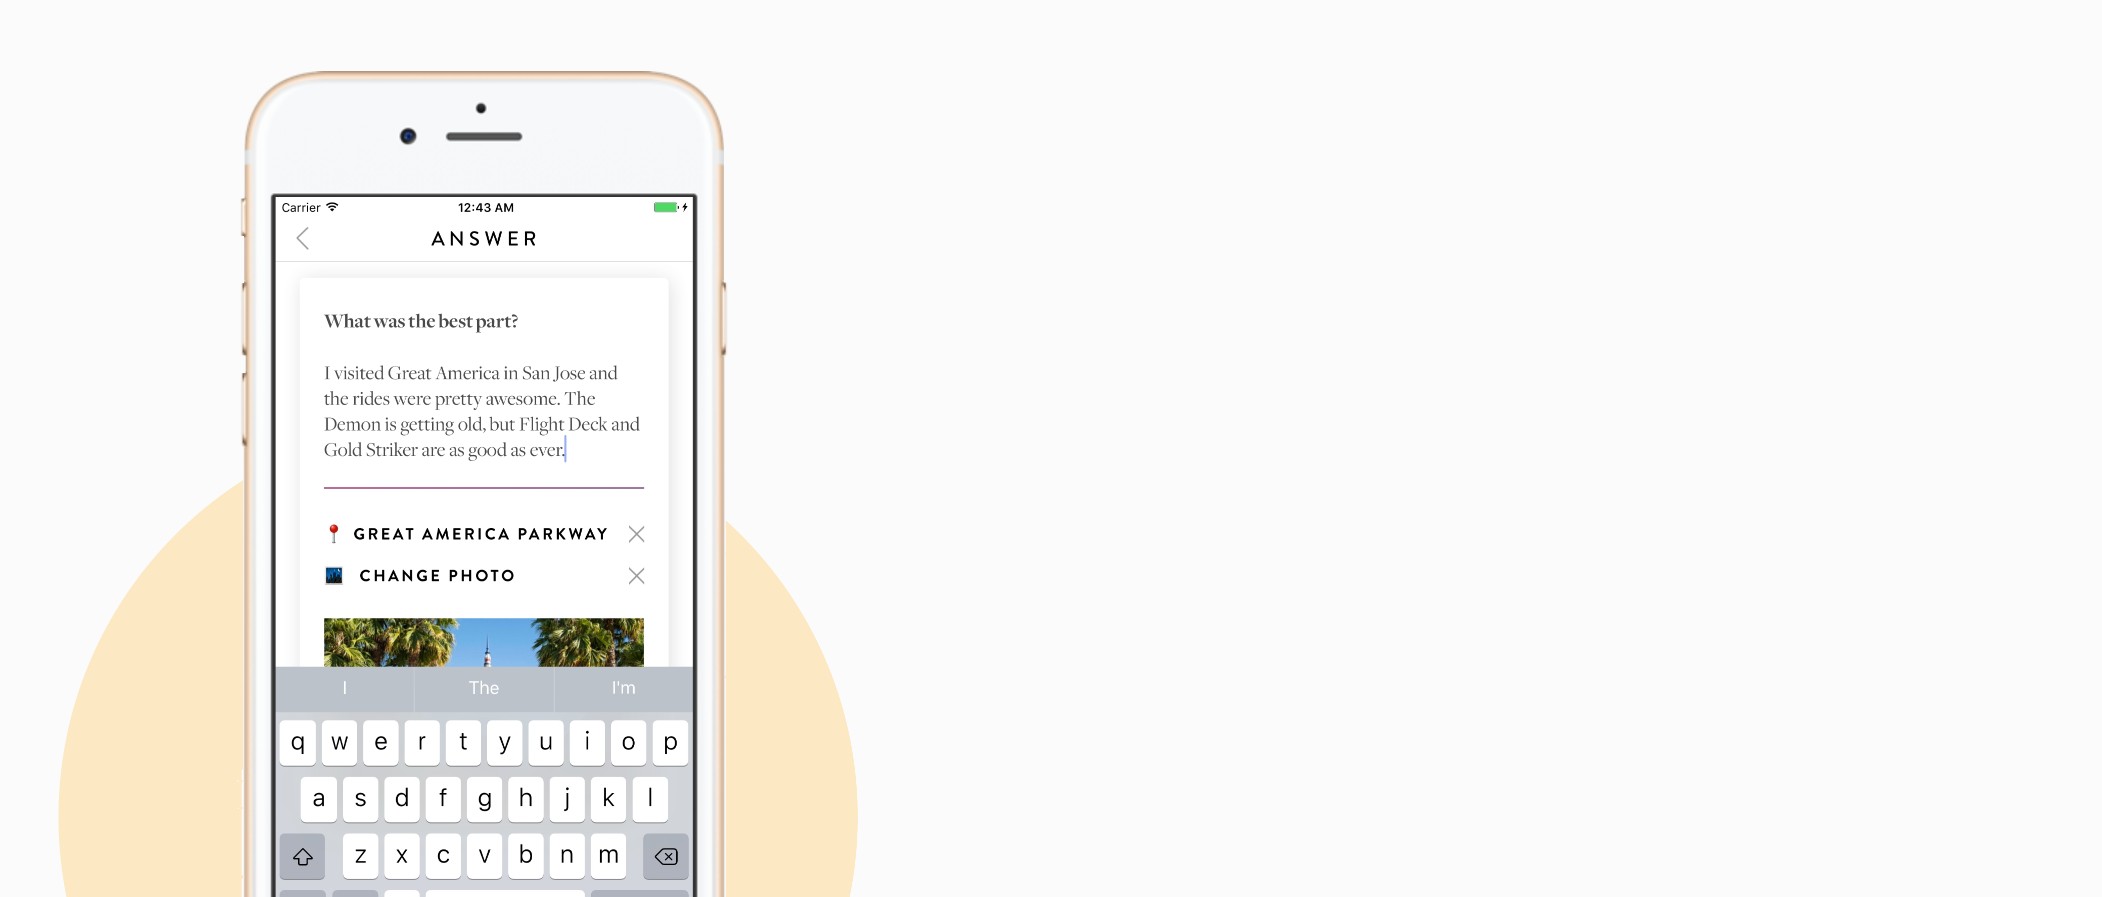 Carrier 12:43 AM
ANSWER
What was the best part?
I visited Great America in San Jose and
the rides were pretty awesome. The
Demon is getting old, but Flight Deck and
Gold Striker are as good as ever.
GREAT AMERICA PARKWAY
CHANGE PHOTO
I The I'm
q w e r t y u i o p
a s d f g h j k l
z x c v b n m